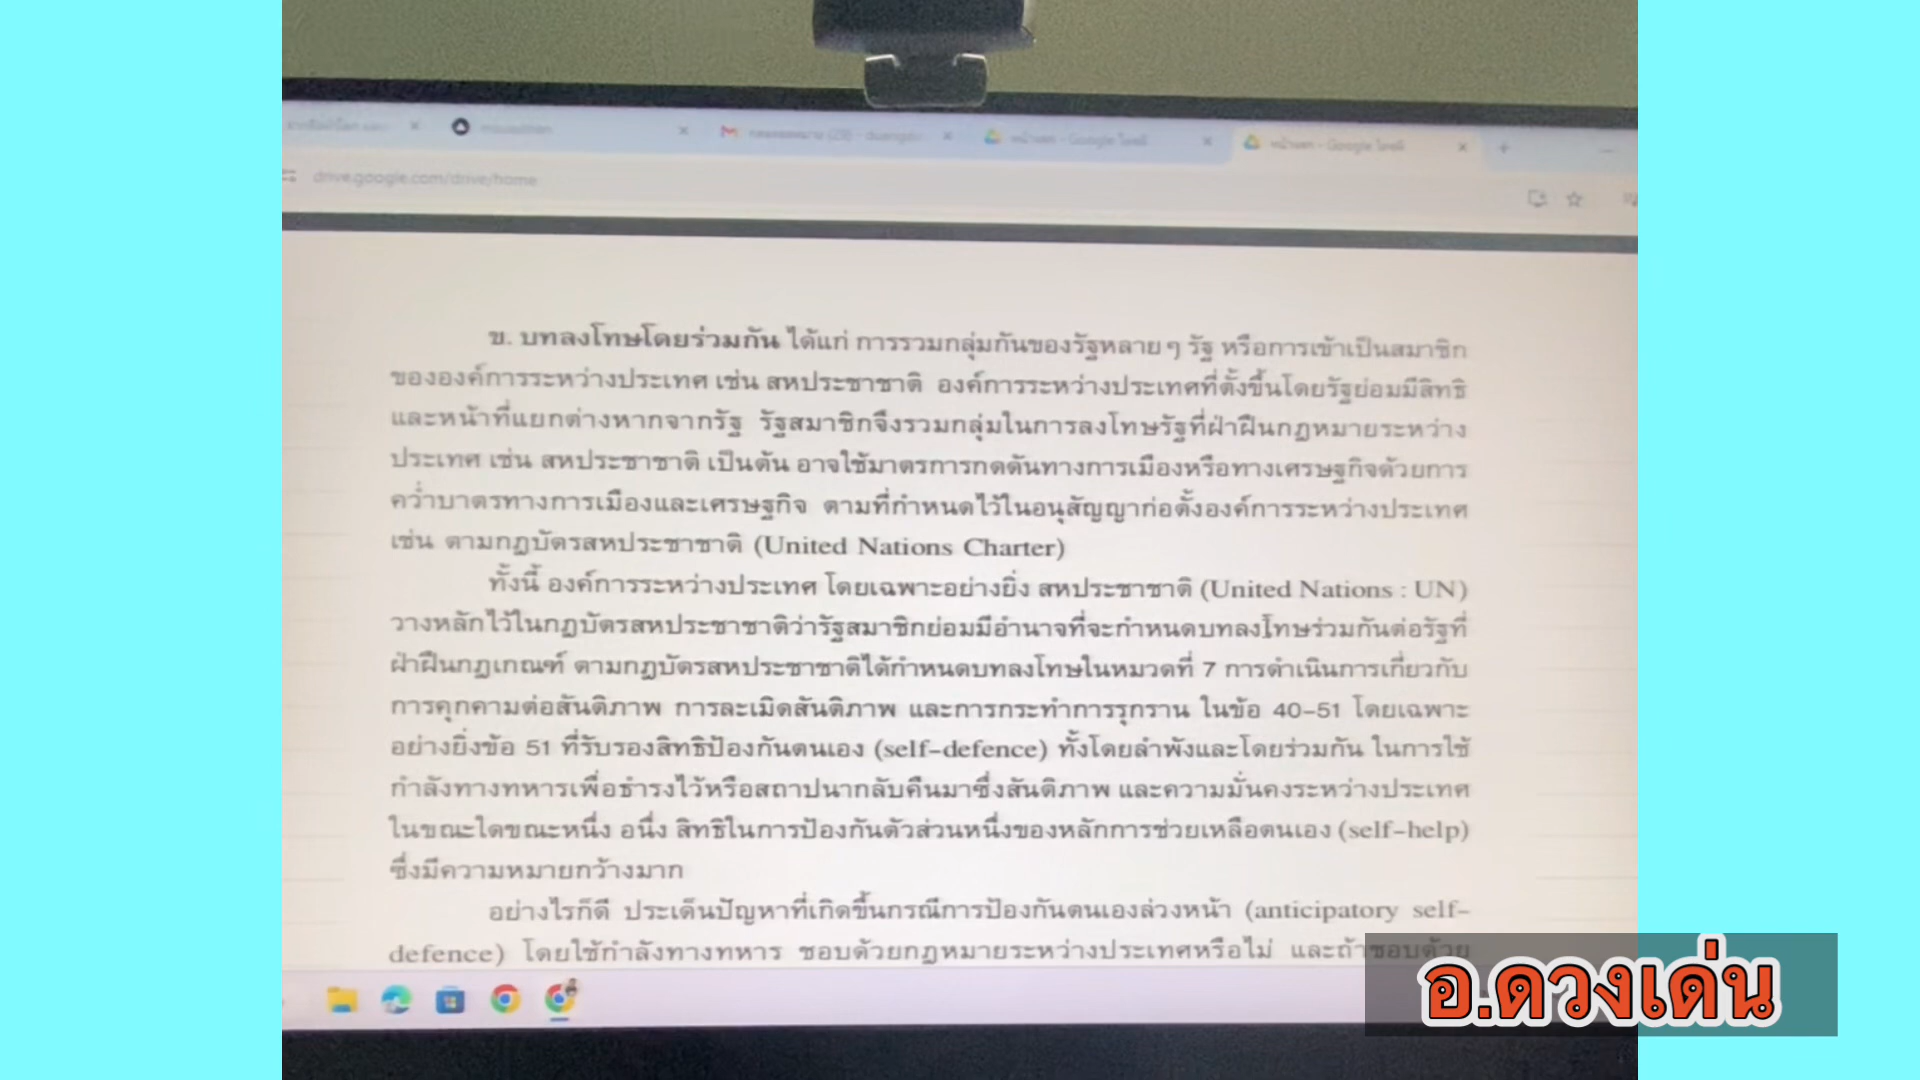 drive.google.com/drive/home
หน้าแรก - Google ไดรฟ์
หน้าแรก - Google ไดรฟ์
ข. บทลงโทษโดยร่วมกัน ได้แก่ การรวมกลุ่มกันของรัฐหลาย ๆ รัฐ หรือการเข้าเป็นสมาชิก
ขององค์การระหว่างประเทศ เช่น สหประชาชาติ องค์การระหว่างประเทศที่ตั้งขึ้นโดยรัฐย่อมมีสิทธิ
และหน้าที่แยกต่างหากจากรัฐ รัฐสมาชิกจึงรวมกลุ่มในการลงโทษรัฐที่ฝ่าฝืนกฎหมายระหว่าง
ประเทศ เช่น สหประชาชาติ เป็นต้น อาจใช้มาตรการกดดันทางการเมืองหรือทางเศรษฐกิจด้วยการ
คว่ำบาตรทางการเมืองและเศรษฐกิจ ตามที่กำหนดไว้ในอนุสัญญาก่อตั้งองค์การระหว่างประเทศ
เช่น ตามกฎบัตรสหประชาชาติ (United Nations Charter)
ทั้งนี้ องค์การระหว่างประเทศ โดยเฉพาะอย่างยิ่ง สหประชาชาติ (United Nations : UN)
วางหลักไว้ในกฎบัตรสหประชาชาติว่ารัฐสมาชิกย่อมมีอำนาจที่จะกำหนดบทลงโทษร่วมกันต่อรัฐที่
ฝ่าฝืนกฎเกณฑ์ ตามกฎบัตรสหประชาชาติได้กำหนดบทลงโทษในหมวดที่ 7 การดำเนินการเกี่ยวกับ
การคุกคามต่อสันติภาพ การละเมิดสันติภาพ และการกระทำการรุกราน ในข้อ 40-51 โดยเฉพาะ
อย่างยิ่งข้อ 51 ที่รับรองสิทธิป้องกันตนเอง (self-defence) ทั้งโดยลำพังและโดยร่วมกัน ในการใช้
กำลังทางทหารเพื่อธำรงไว้หรือสถาปนากลับคืนมาซึ่งสันติภาพ และความมั่นคงระหว่างประเทศ
ในขณะใดขณะหนึ่ง อนึ่ง สิทธิในการป้องกันตัวส่วนหนึ่งของหลักการช่วยเหลือตนเอง (self-help)
ซึ่งมีความหมายกว้างมาก
อย่างไรก็ดี ประเด็นปัญหาที่เกิดขึ้นกรณีการป้องกันตนเองล่วงหน้า (anticipatory self-
defence) โดยใช้กำลังทางทหาร ชอบด้วยกฎหมายระหว่างประเทศหรือไม่ และถ้าชอบด้วย
อ.ดวงเด่น